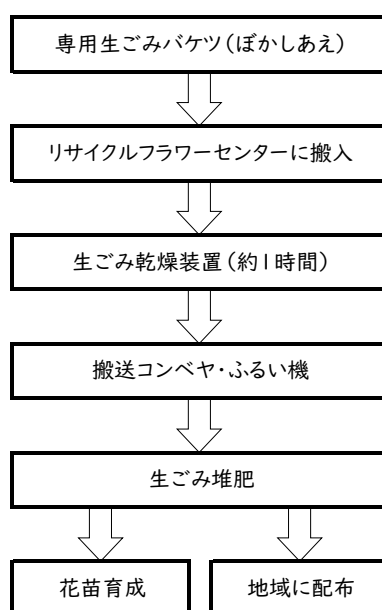 専用生ごみバケツ(ぼかしあえ)
リサイクルフラワーセンターに搬入
生ごみ乾燥装置(約1時間)
搬送コンベヤ・ふるい機
生ごみ堆肥
花苗育成
地域に配布